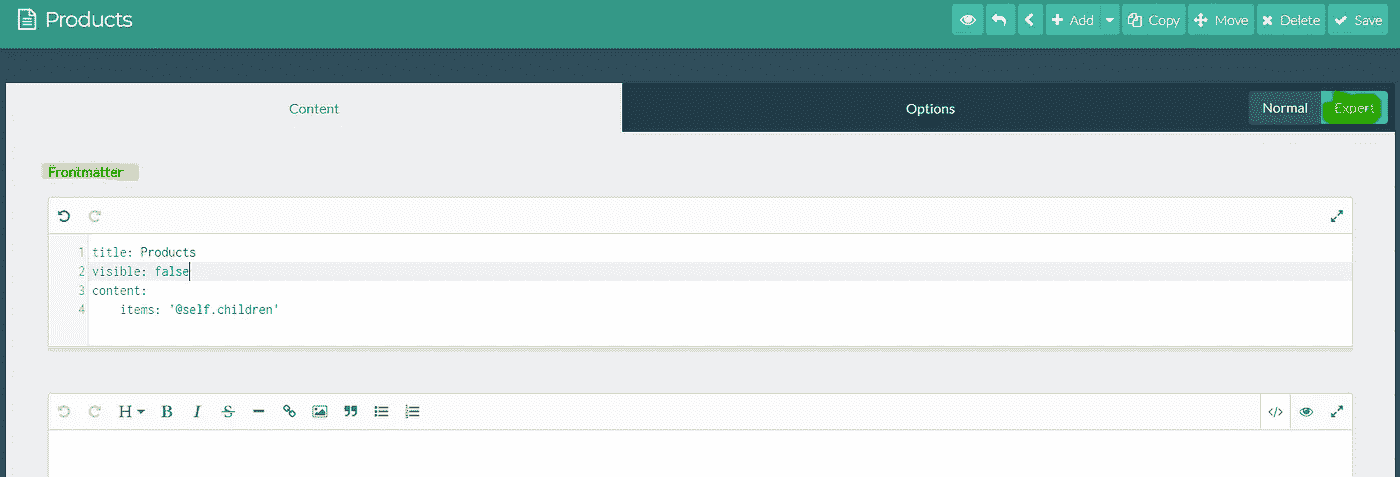 Products
Add Copy Move Delete Save
Content Options Normal Expert
Frontmatter
1 title: Products
2 visible: false
3 content:
4 items: '@self.children'
H B I S